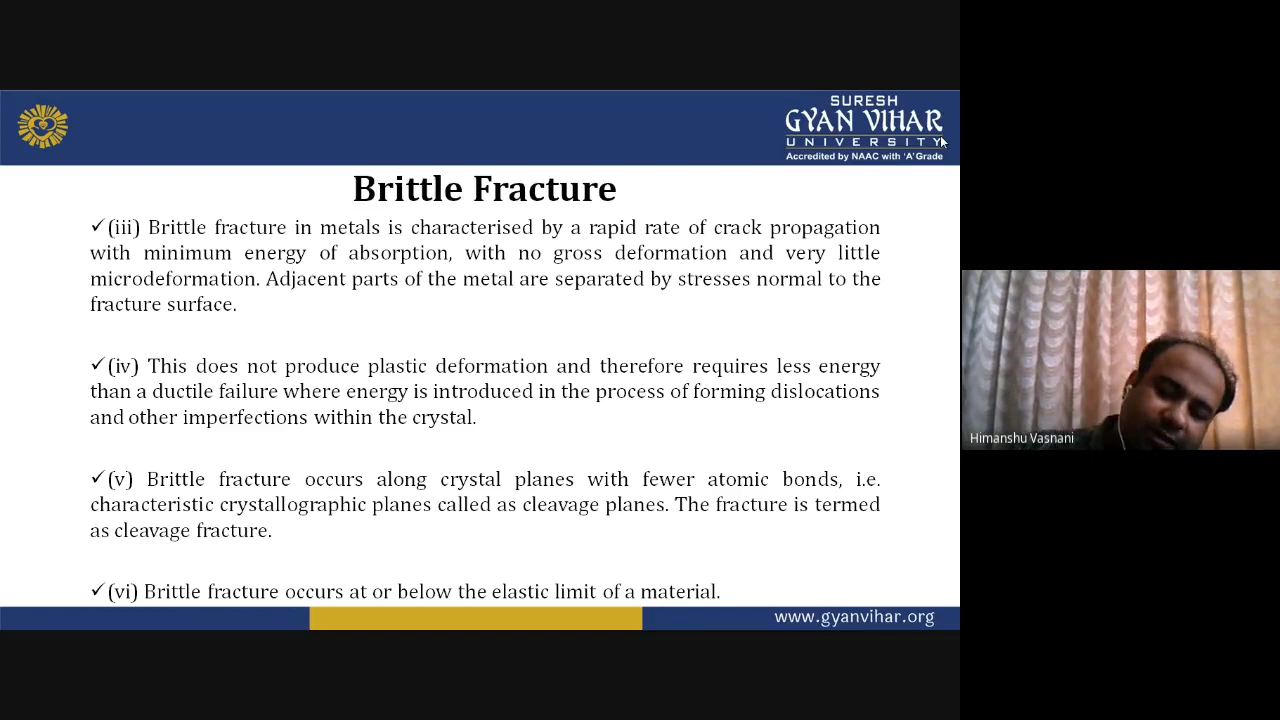 SURESH
GYAN VIHAR
UNIVERSITY
Accredited by NAAC with 'A' Grade
Brittle Fracture
✓(iii) Brittle fracture in metals is characterised by a rapid rate of crack propagation
with minimum energy of absorption, with no gross deformation and very little
microdeformation. Adjacent parts of the metal are separated by stresses normal to the
fracture surface.
✓(iv) This does not produce plastic deformation and therefore requires less energy
than a ductile failure where energy is introduced in the process of forming dislocations
and other imperfections within the crystal.
✓(v) Brittle fracture occurs along crystal planes with fewer atomic bonds, i.e.
characteristic crystallographic planes called as cleavage planes. The fracture is termed
as cleavage fracture.
✓(vi) Brittle fracture occurs at or below the elastic limit of a material.
www.gyanvihar.org
Himanshu Vasnani